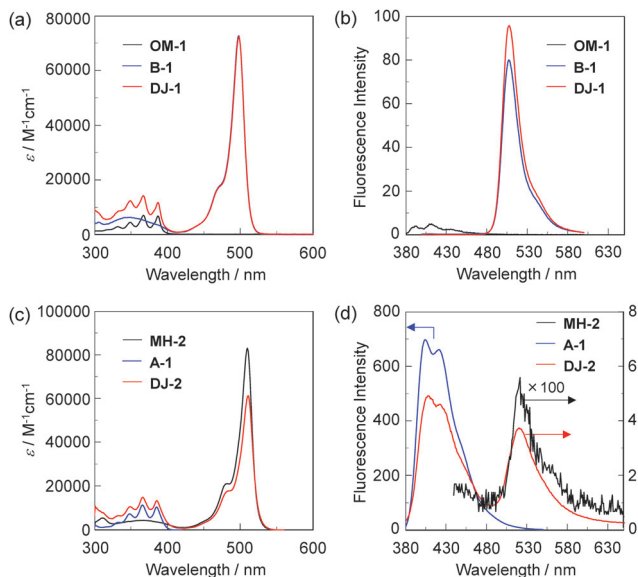 (a)
80000
60000
40000
20000
0
OM-1
B-1
DJ-1
ε / M-1cm-1
300 400 500 600
Wavelength / nm
(b)
100
80
60
40
20
0
OM-1
B-1
DJ-1
Fluorescence Intensity
380 430 480 530 580
Wavelength / nm
(c)
100000
80000
60000
40000
20000
0
MH-2
A-1
DJ-2
ε / M-1cm-1
300 400 500 600
Wavelength / nm
(d)
800
600
400
200
0
MH-2
A-1
DJ-2
× 100
8
6
4
2
0
Fluorescence Intensity
380 430 480 530 580
Wavelength / nm